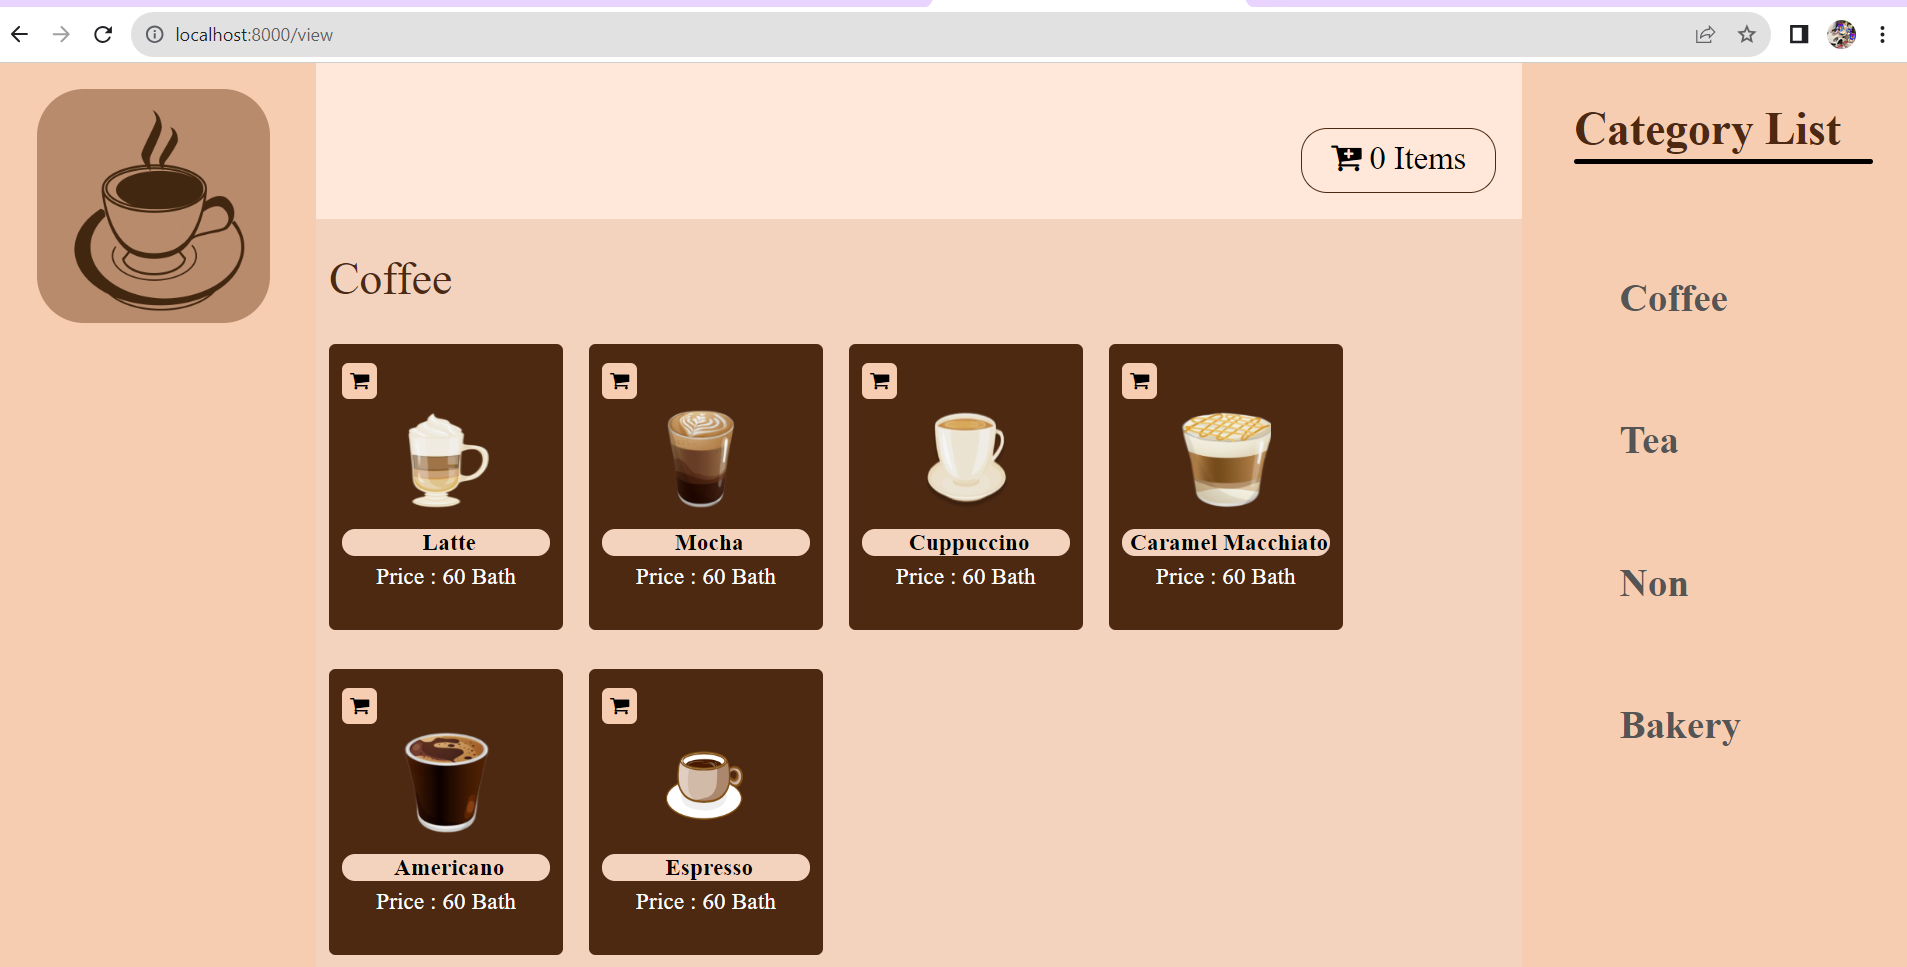 localhost:8000/view
0 Items
Category List
Coffee
Coffee
Tea
Non
Bakery
Latte
Price : 60 Bath
Mocha
Price : 60 Bath
Cuppuccino
Price : 60 Bath
Caramel Macchiato
Price : 60 Bath
Americano
Price : 60 Bath
Espresso
Price : 60 Bath